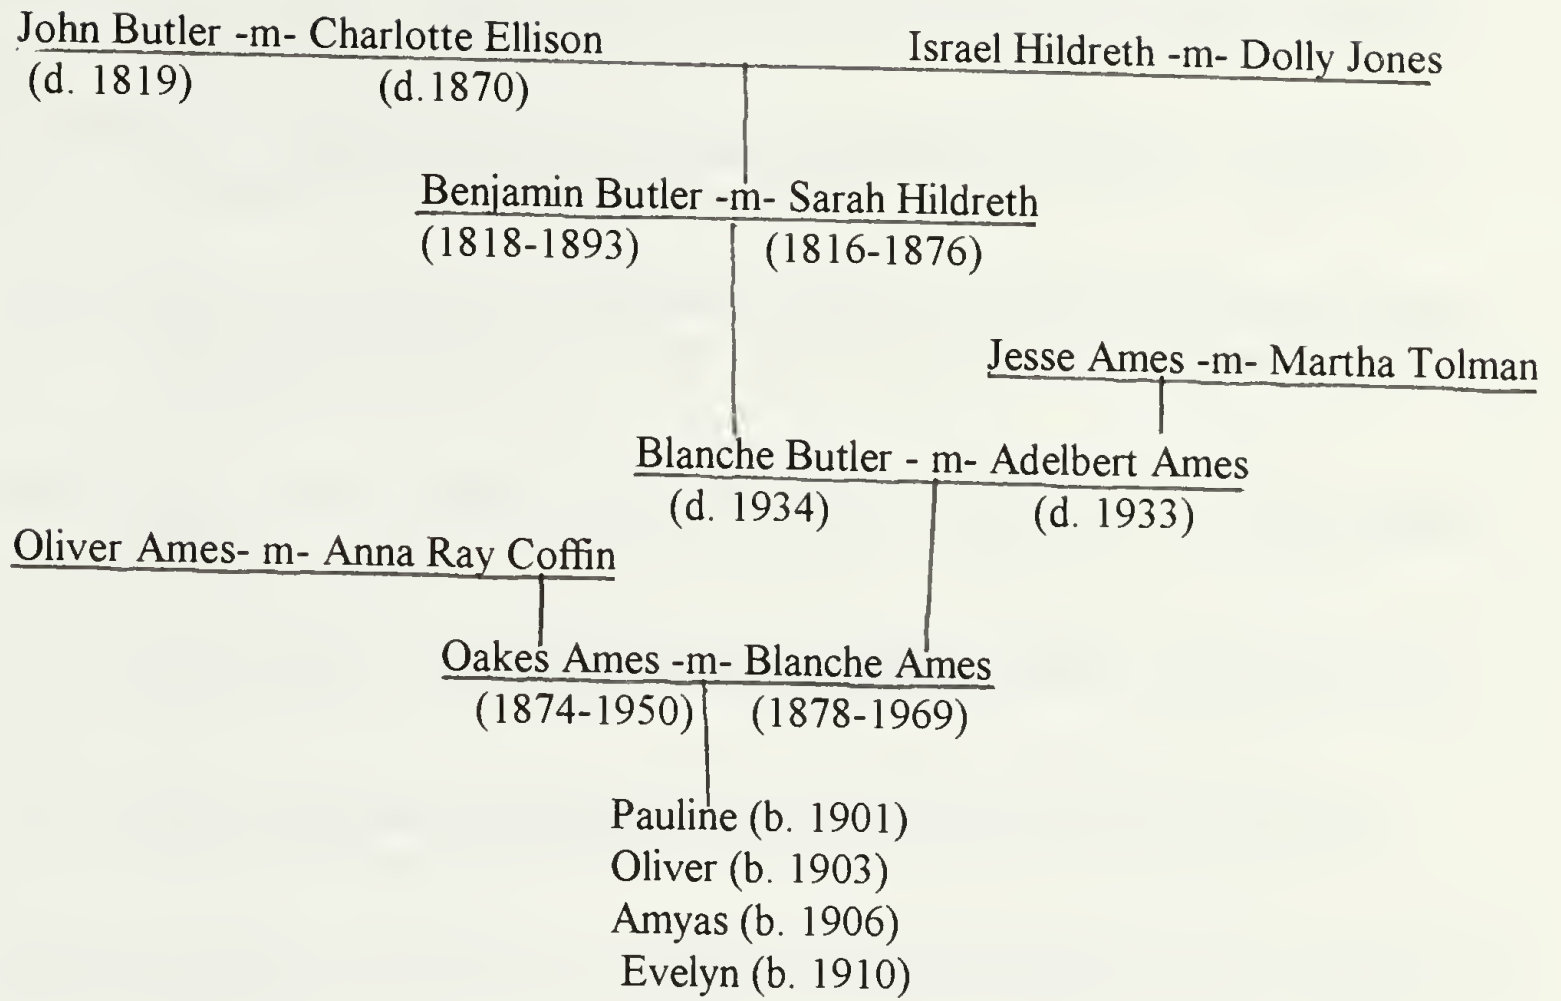 John Butler -m- Charlotte Ellison
Israel Hildreth -m- Dolly Jones
(d. 1819)
(d.1870)
Benjamin Butler -m- Sarah Hildreth
(1818-1893)
(1816-1876)
Jesse Ames -m- Martha Tolman
Blanche Butler - m- Adelbert Ames
(d. 1934)
(d. 1933)
Oliver Ames- m- Anna Ray Coffin
Oakes Ames -m- Blanche Ames
(1874-1950)
(1878-1969)
Pauline (b. 1901)
Oliver (b. 1903)
Amyas (b. 1906)
Evelyn (b. 1910)